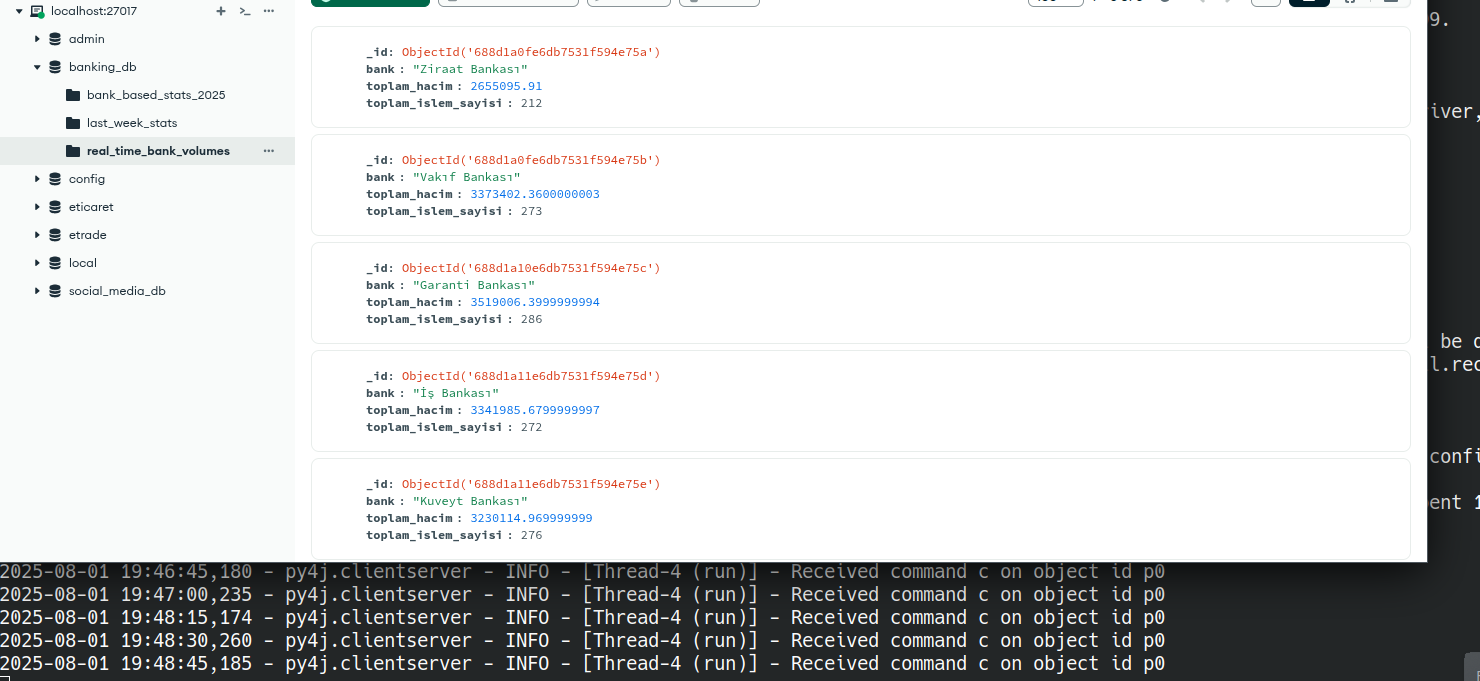 localhost:27017
admin
banking_db
bank_based_stats_2025
last_week_stats
real_time_bank_volumes
config
eticaret
etrade
local
social_media_db
_id: ObjectId('688d1a0fe6db7531f594e75a')
bank : "Ziraat Bankası"
toplam_hacim : 2655095.91
toplam_islem_sayisi : 212
_id: ObjectId('688d1a0fe6db7531f594e75b')
bank : "Vakıf Bankası"
toplam_hacim : 3373402.3600000003
toplam_islem_sayisi : 273
_id: ObjectId('688d1a10e6db7531f594e75c')
bank : "Garanti Bankası"
toplam_hacim : 3519006.3999999994
toplam_islem_sayisi : 286
_id: ObjectId('688d1a11e6db7531f594e75d')
bank : "İş Bankası"
toplam_hacim : 3341985.6799999997
toplam_islem_sayisi : 272
_id: ObjectId('688d1a11e6db7531f594e75e')
bank : "Kuveyt Bankası"
toplam_hacim : 3230114.969999999
toplam_islem_sayisi : 276
9.
iver,
be
l.rec
confi
ent 1
2025-08-01 19:46:45,180 - py4j.clientserver - INFO - [Thread-4 (run)] - Received command c on object id p0
2025-08-01 19:47:00,235 - py4j.clientserver - INFO - [Thread-4 (run)] - Received command c on object id p0
2025-08-01 19:48:15,174 - py4j.clientserver - INFO - [Thread-4 (run)] - Received command c on object id p0
2025-08-01 19:48:30,260 - py4j.clientserver - INFO - [Thread-4 (run)] - Received command c on object id p0
2025-08-01 19:48:45,185 - py4j.clientserver - INFO - [Thread-4 (run)] - Received command c on object id p0